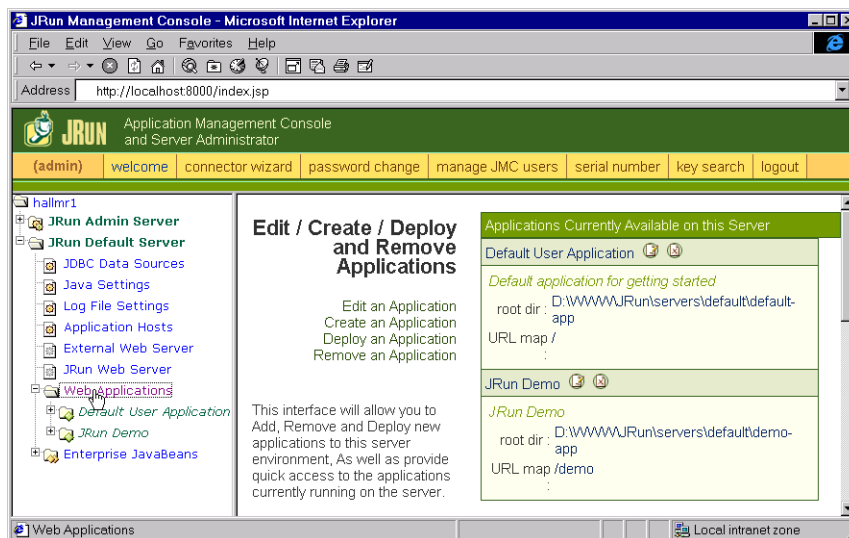 JRun Management Console - Microsoft Internet Explorer
File Edit View Go Favorites Help
Address http://localhost:8000/index.jsp
JRUN
Application Management Console
and Server Administrator
(admin) welcome connector wizard password change manage JMC users serial number key search logout
hallmr1
JRun Admin Server
JRun Default Server
JDBC Data Sources
Java Settings
Log File Settings
Application Hosts
External Web Server
JRun Web Server
Web Applications
Default User Application
JRun Demo
Enterprise JavaBeans
Edit / Create / Deploy
and Remove
Applications
Edit an Application
Create an Application
Deploy an Application
Remove an Application
This interface will allow you to
Add, Remove and Deploy new
applications to this server
environment, As well as provide
quick access to the applications
currently running on the server.
Applications Currently Available on this Server
Default User Application
Default application for getting started
root dir : D:\WWW\JRun\servers\default\default-
app
URL map /
:
JRun Demo
JRun Demo
root dir : D:\WWW\JRun\servers\default\demo-
app
URL map /demo
:
Web Applications
Local intranet zone